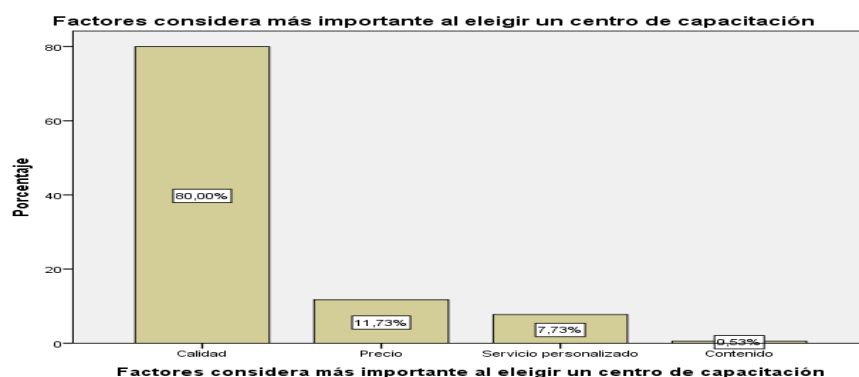 Factores considera más importante al eleigir un centro de capacitación
80
60
40
20
0
Porcentaje
80,00%
11,73%
7,73%
0,53%
Calidad
Precio
Servicio personalizado
Contenido
Factores considera más importante al eleigir un centro de capacitación